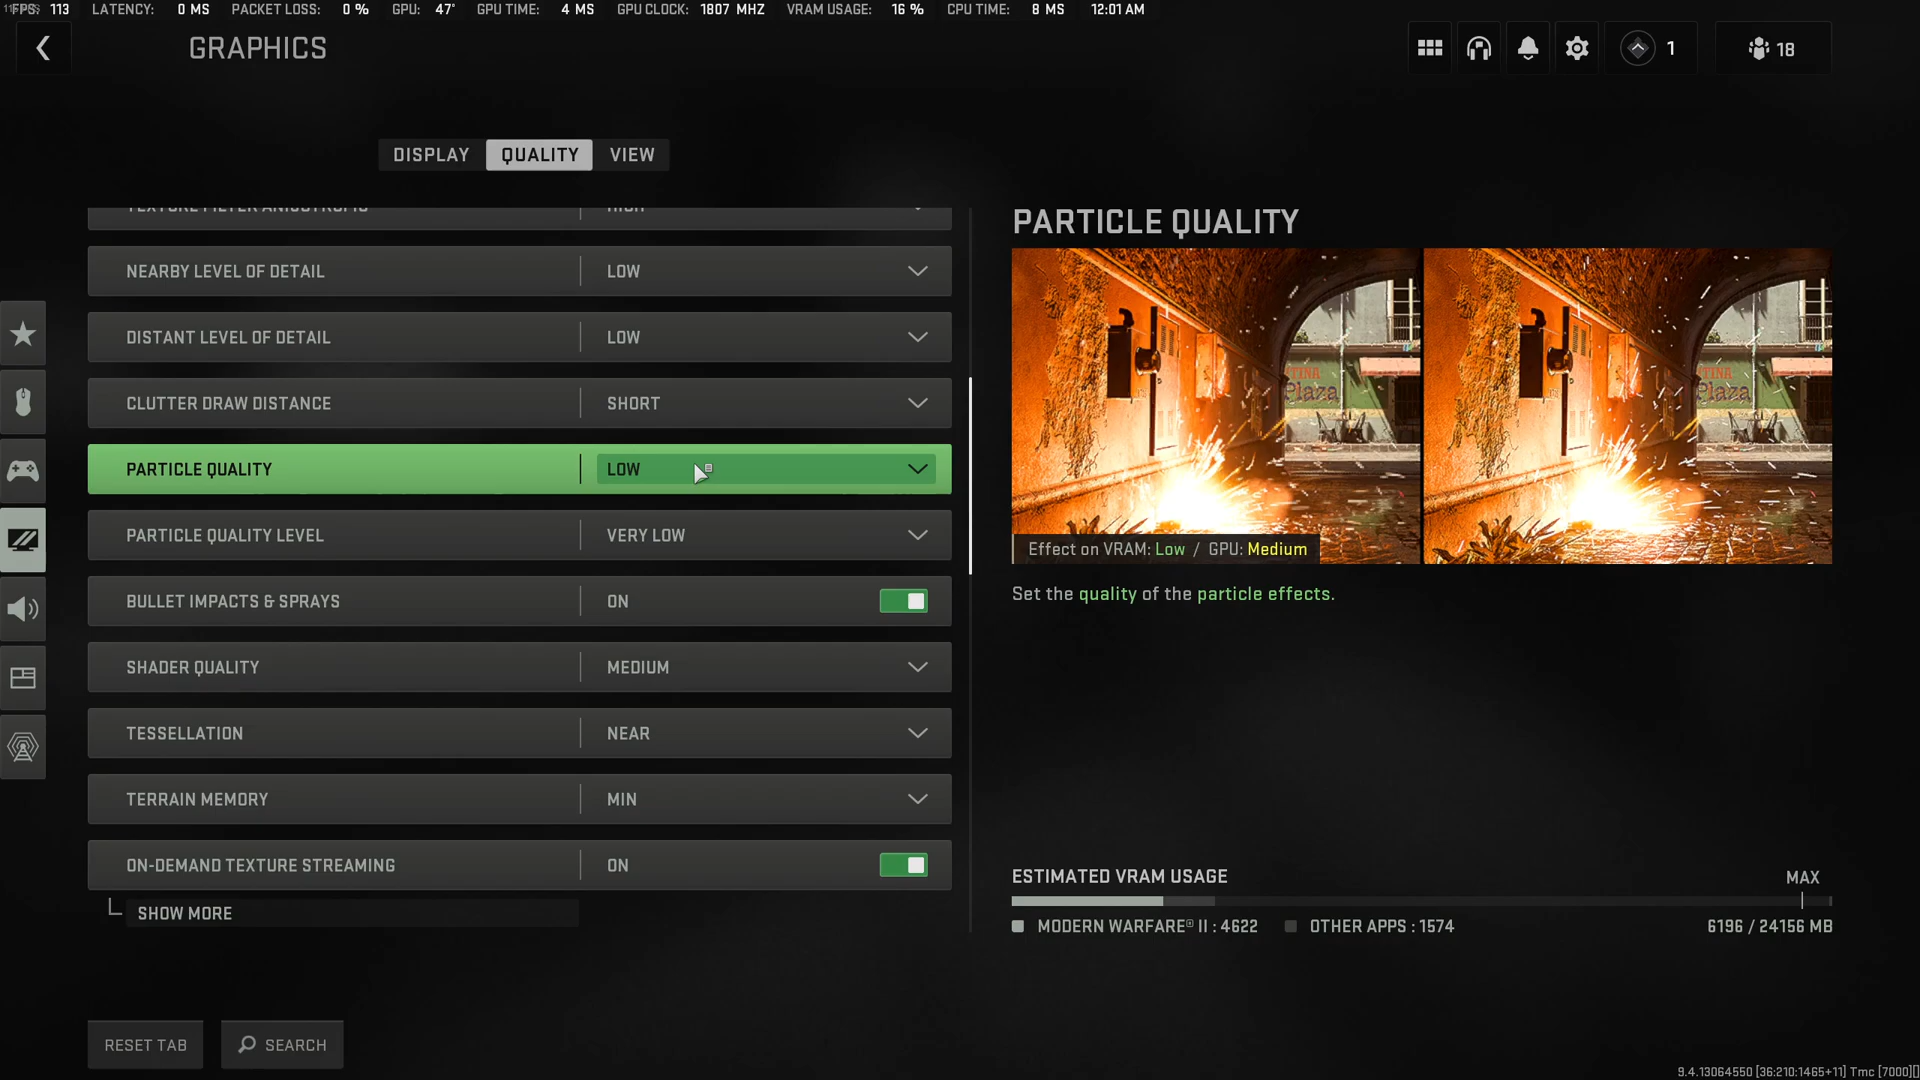 FPS: 113 LATENCY: 0 MS PACKET LOSS: 0 % GPU: 47° GPU TIME: 4 MS GPU CLOCK: 1807 MHZ VRAM USAGE: 16 % CPU TIME: 8 MS 12:01 AM
GRAPHICS
1
18
DISPLAY QUALITY VIEW
TEXTURE FILTER ANISOTROPIC HIGH
NEARBY LEVEL OF DETAIL LOW
DISTANT LEVEL OF DETAIL LOW
CLUTTER DRAW DISTANCE SHORT
PARTICLE QUALITY LOW
PARTICLE QUALITY LEVEL VERY LOW
BULLET IMPACTS & SPRAYS ON
SHADER QUALITY MEDIUM
TESSELLATION NEAR
TERRAIN MEMORY MIN
ON-DEMAND TEXTURE STREAMING ON
SHOW MORE
PARTICLE QUALITY
TINA
Plaza
TINA
Plaza
Effect on VRAM: Low / GPU: Medium
Set the quality of the particle effects.
ESTIMATED VRAM USAGE MAX
MODERN WARFARE® II : 4622 OTHER APPS : 1574 6196 / 24156 MB
RESET TAB SEARCH
9.4.13064550 [36:210:1465+11] Tmc [7000][]